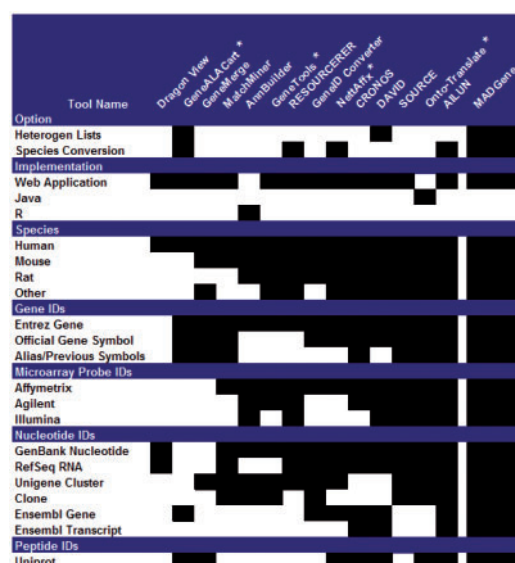 Tool Name
Dragon View
GeneALACart *
GeneMerge
MatchMiner
AnnBuilder
GeneTools *
RESOURCERER
GeneID Converter
NettAffx *
CRONOS
DAVID
SOURCE
Onto-Translate *
AILUN
MADGene
Option
Heterogen Lists
Species Conversion
Implementation
Web Application
Java
R
Species
Human
Mouse
Rat
Other
Gene IDs
Entrez Gene
Official Gene Symbol
Alias/Previous Symbols
Microarray Probe IDs
Affymetrix
Agilent
Illumina
Nucleotide IDs
GenBank Nucleotide
RefSeq RNA
Unigene Cluster
Clone
Ensembl Gene
Ensembl Transcript
Peptide IDs
Uniprot